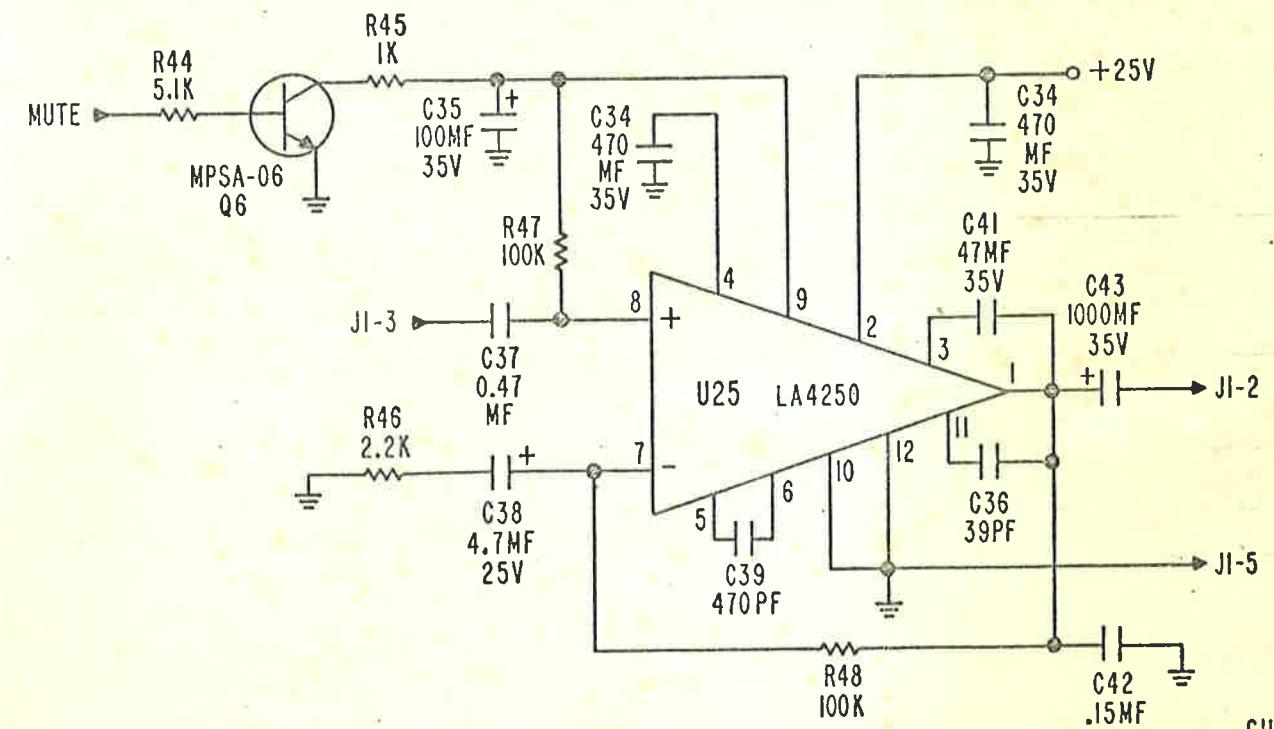 R45
1K
R44
5.1K
MUTE
MPSA-06
Q6
C35
100MF
35V
+
C34
470
MF
35V
+25V
C34
470
MF
35V
R47
100K
C41
47MF
35V
C43
1000MF
35V
+
J1-3
C37
0.47
MF
8
+
4
9
2
3
1
U25 LA4250
J1-2
R46
2.2K
C38
4.7MF
25V
+
7
-
5
6
10
12
11
C39
470PF
C36
39PF
J1-5
R48
100K
C42
.15MF